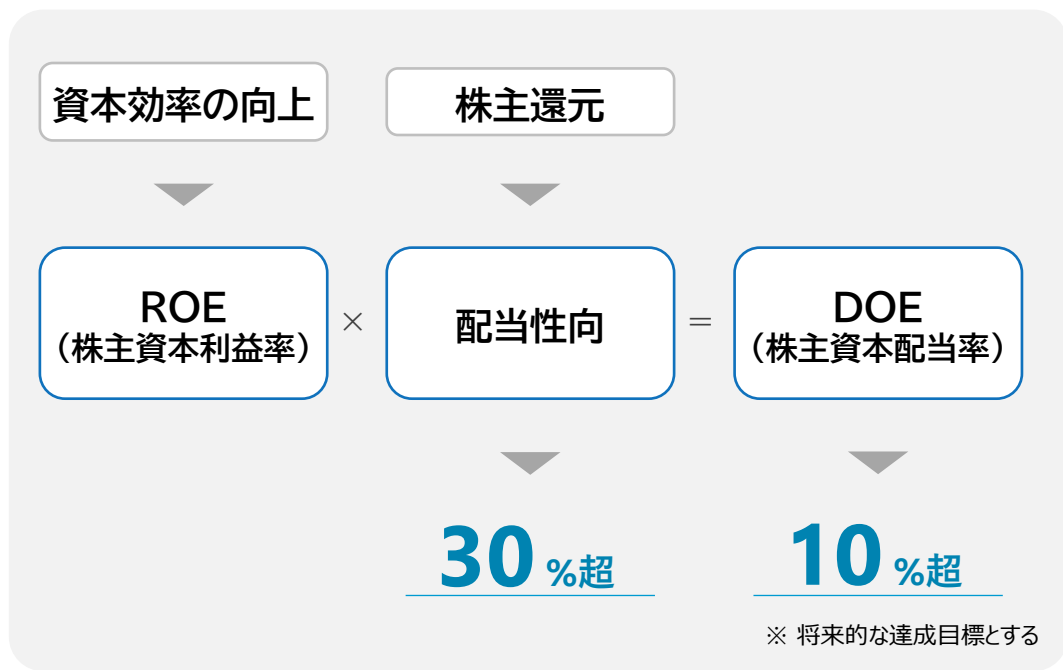 資本効率の向上
株主還元
ROE
（株主資本利益率）
×
配当性向
＝
DOE
（株主資本配当率）
30%超
10%超
※ 将来的な達成目標とする